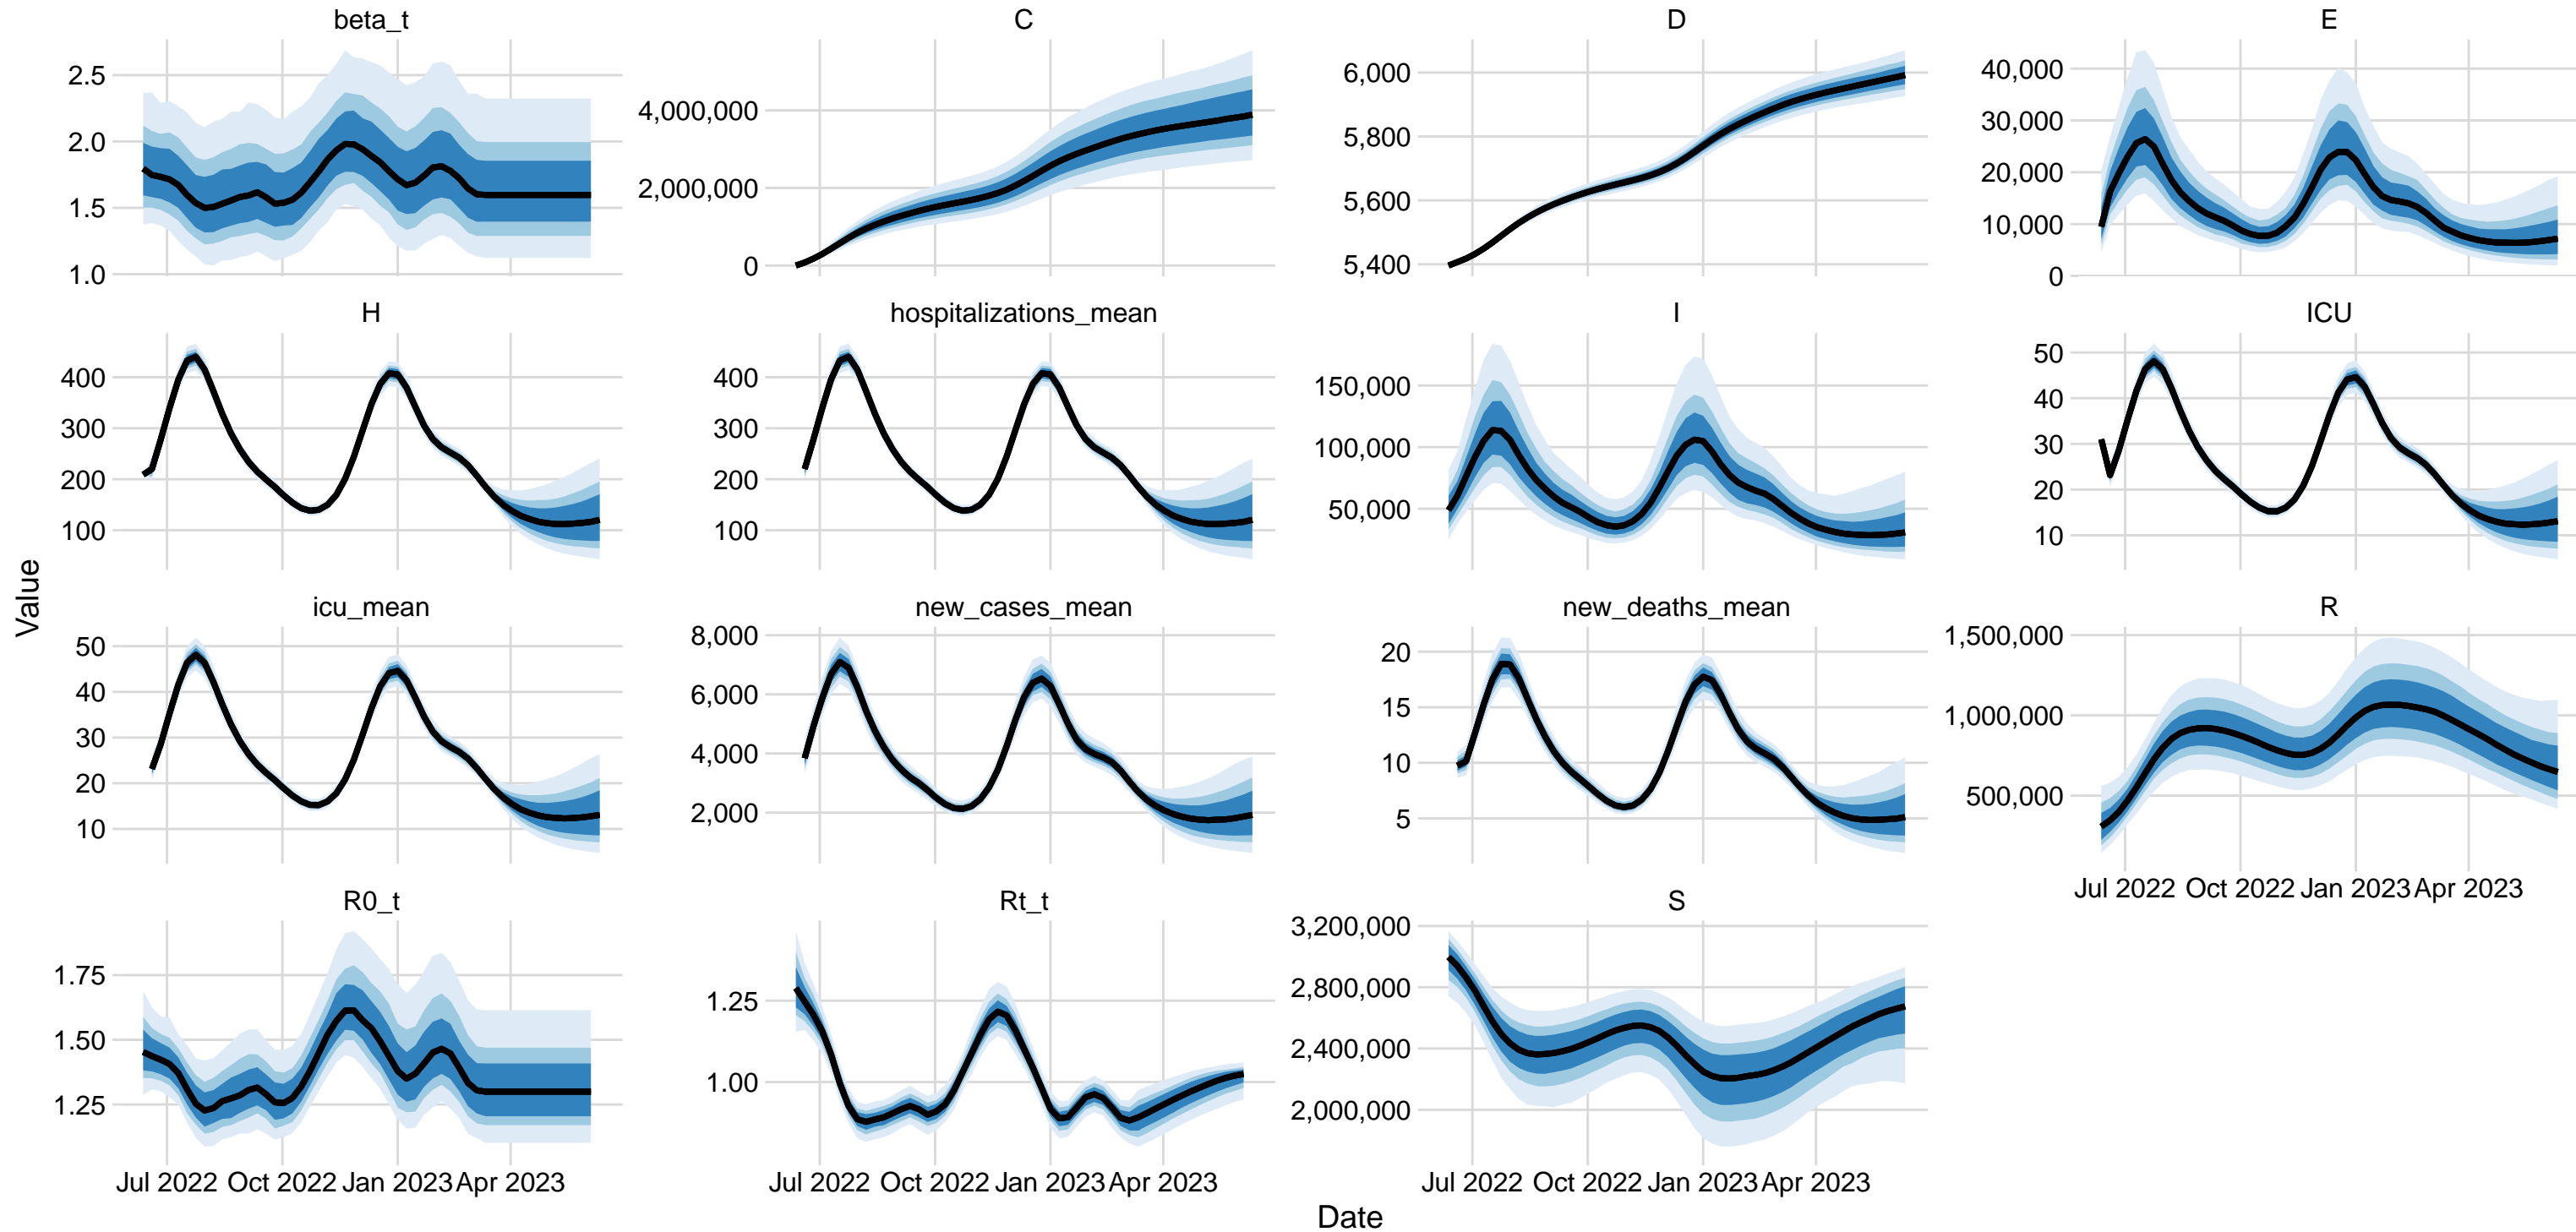 beta_t
2.5
2.0
1.5
1.0
C
4,000,000
2,000,000
0
D
6,000
5,800
5,600
5,400
E
40,000
30,000
20,000
10,000
0
H
400
300
200
100
hospitalizations_mean
400
300
200
100
I
150,000
100,000
50,000
ICU
50
40
30
20
10
Value
icu_mean
50
40
30
20
10
new_cases_mean
8,000
6,000
4,000
2,000
new_deaths_mean
20
15
10
5
R
1,500,000
1,000,000
500,000
Jul 2022 Oct 2022 Jan 2023 Apr 2023
R0_t
1.75
1.50
1.25
Jul 2022 Oct 2022 Jan 2023 Apr 2023
Rt_t
1.25
1.00
Jul 2022 Oct 2022 Jan 2023 Apr 2023
S
3,200,000
2,800,000
2,400,000
2,000,000
Jul 2022 Oct 2022 Jan 2023 Apr 2023
Date